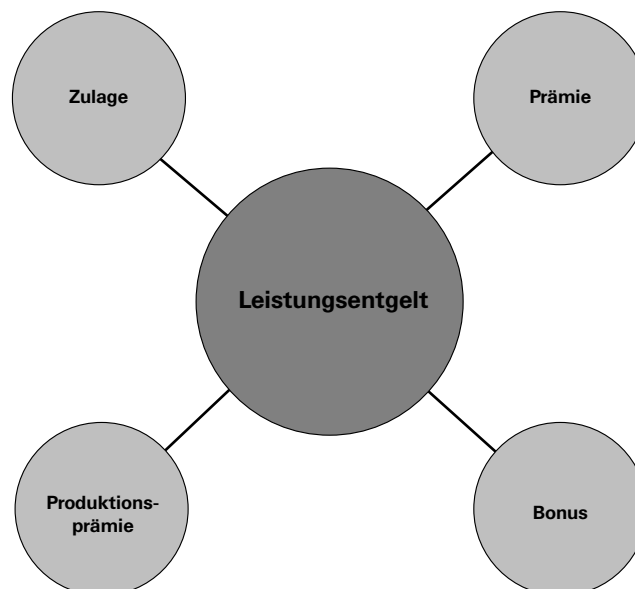 Zulage
Prämie
Leistungsentgelt
Produktions-
prämie
Bonus